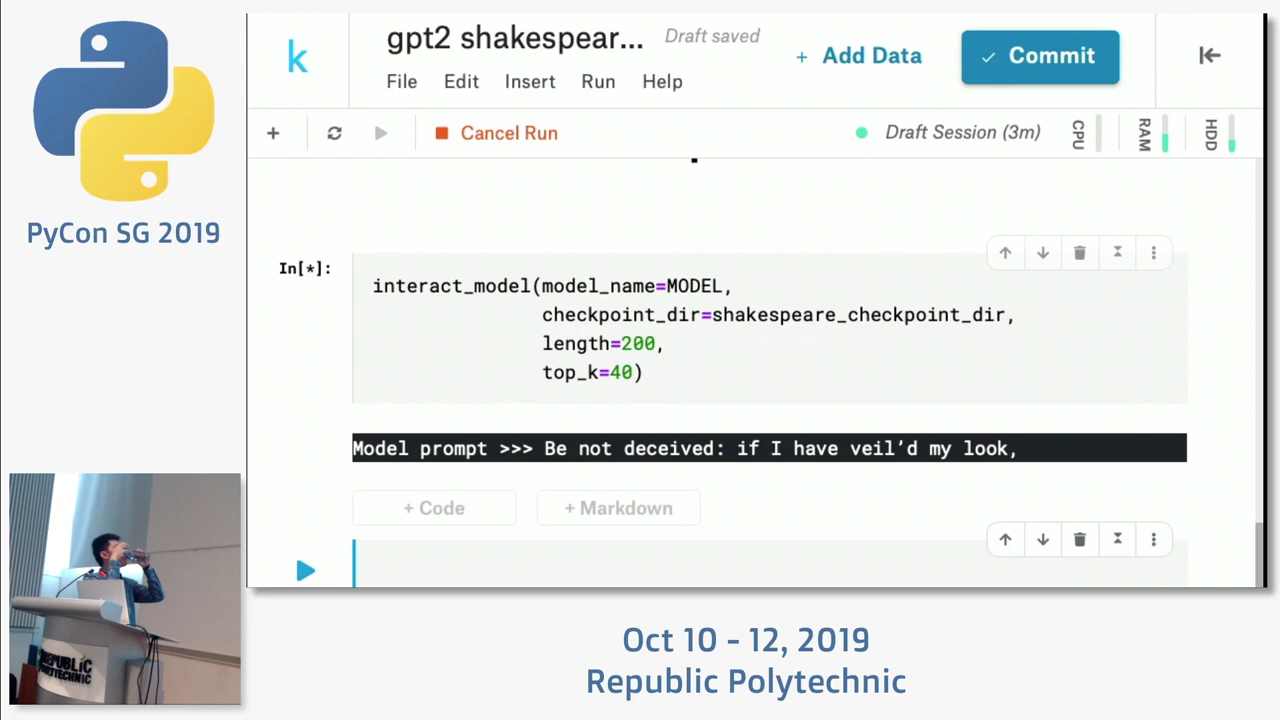 PyCon SG 2019
k
gpt2 shakespear...
Draft saved
File Edit Insert Run Help
+ Add Data
✓ Commit
+
Cancel Run
Draft Session (3m)
CPU
RAM
HDD
In[*]:
interact_model(model_name=MODEL,
checkpoint_dir=shakespeare_checkpoint_dir,
length=200,
top_k=40)
Model prompt >>> Be not deceived: if I have veil'd my look,
+ Code
+ Markdown
REPUBLIC
POLYTECHNIC
Oct 10 - 12, 2019
Republic Polytechnic